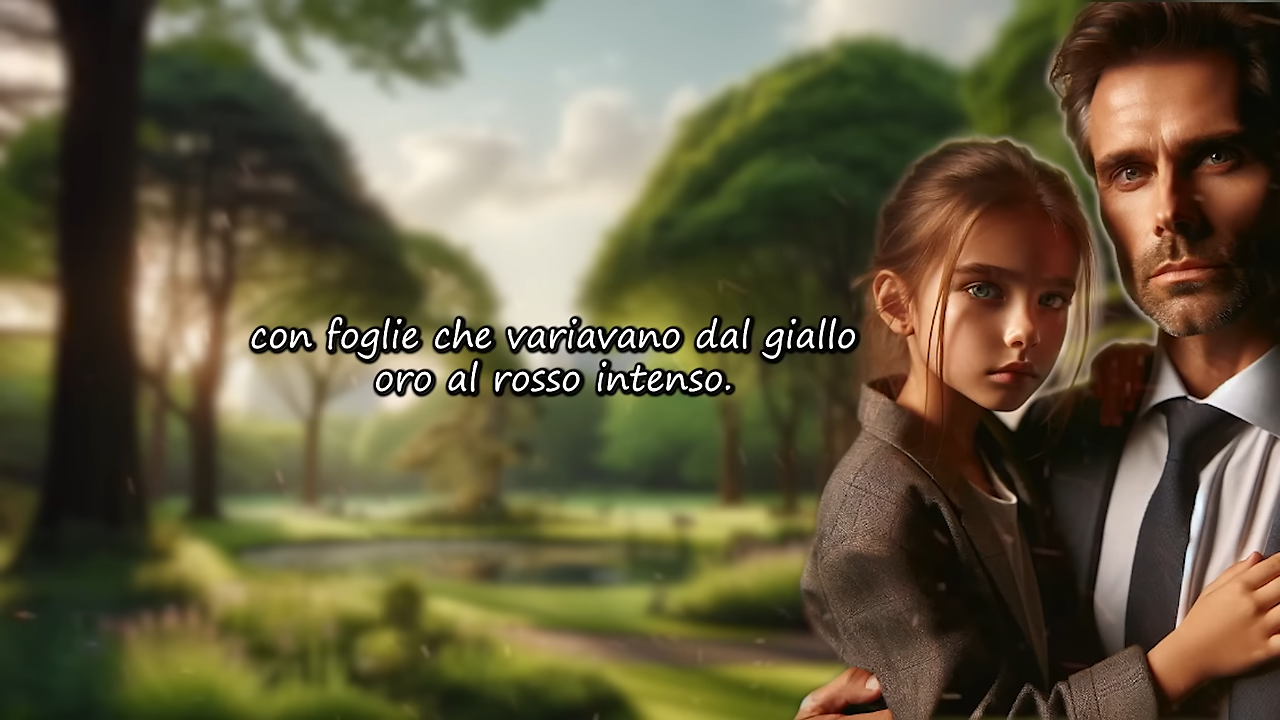 con foglie che variavano dal giallo
oro al rosso intenso.